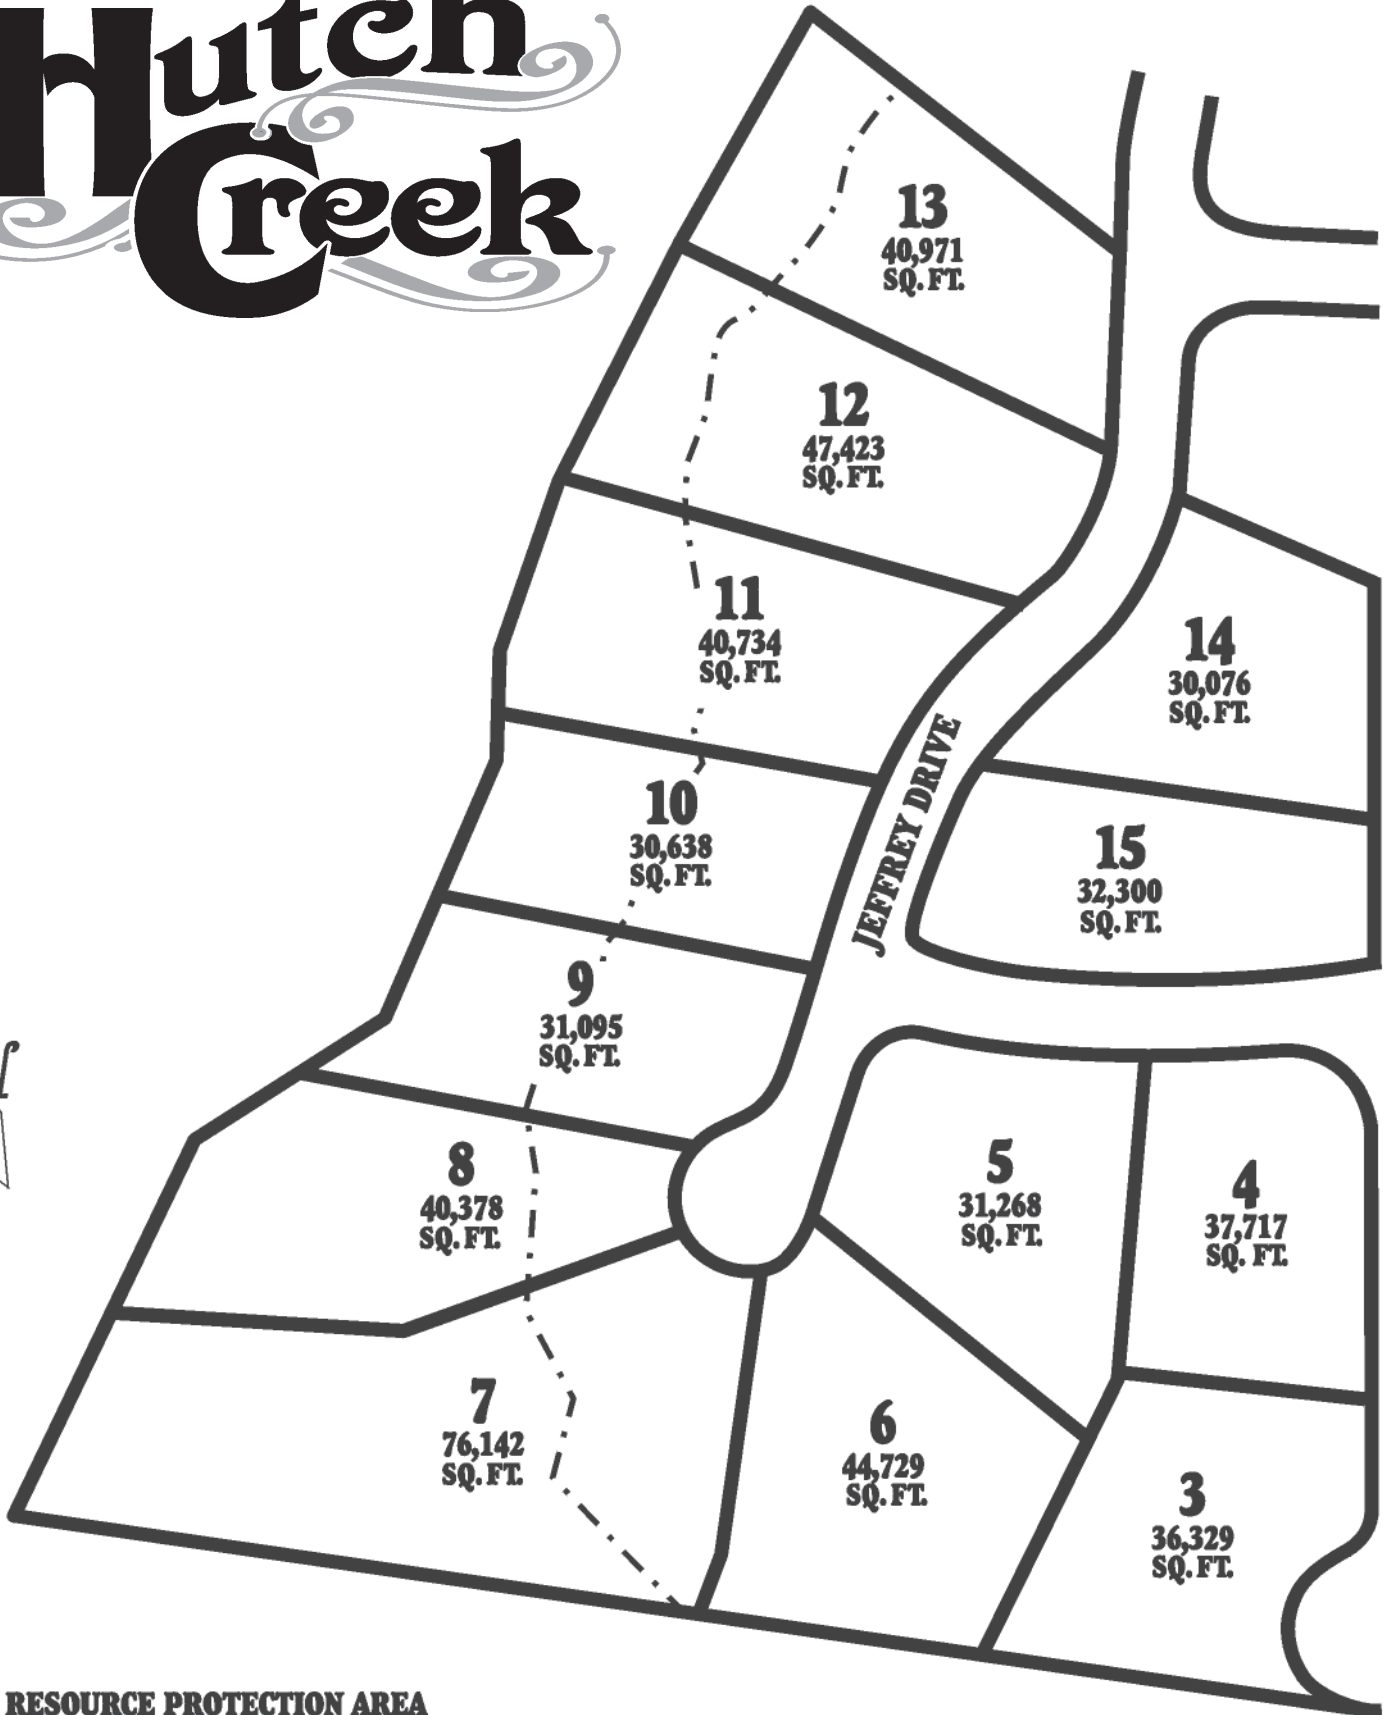 Hutch
Creek
13
40,971
SQ. FT.
12
47,423
SQ. FT.
11
40,734
SQ. FT.
14
30,076
SQ. FT.
JEFFREY DRIVE
10
30,638
SQ. FT.
15
32,300
SQ. FT.
9
31,095
SQ. FT.
8
40,378
SQ. FT.
5
31,268
SQ. FT.
4
37,717
SQ. FT.
7
76,142
SQ. FT.
6
44,729
SQ. FT.
3
36,329
SQ. FT.
RESOURCE PROTECTION AREA